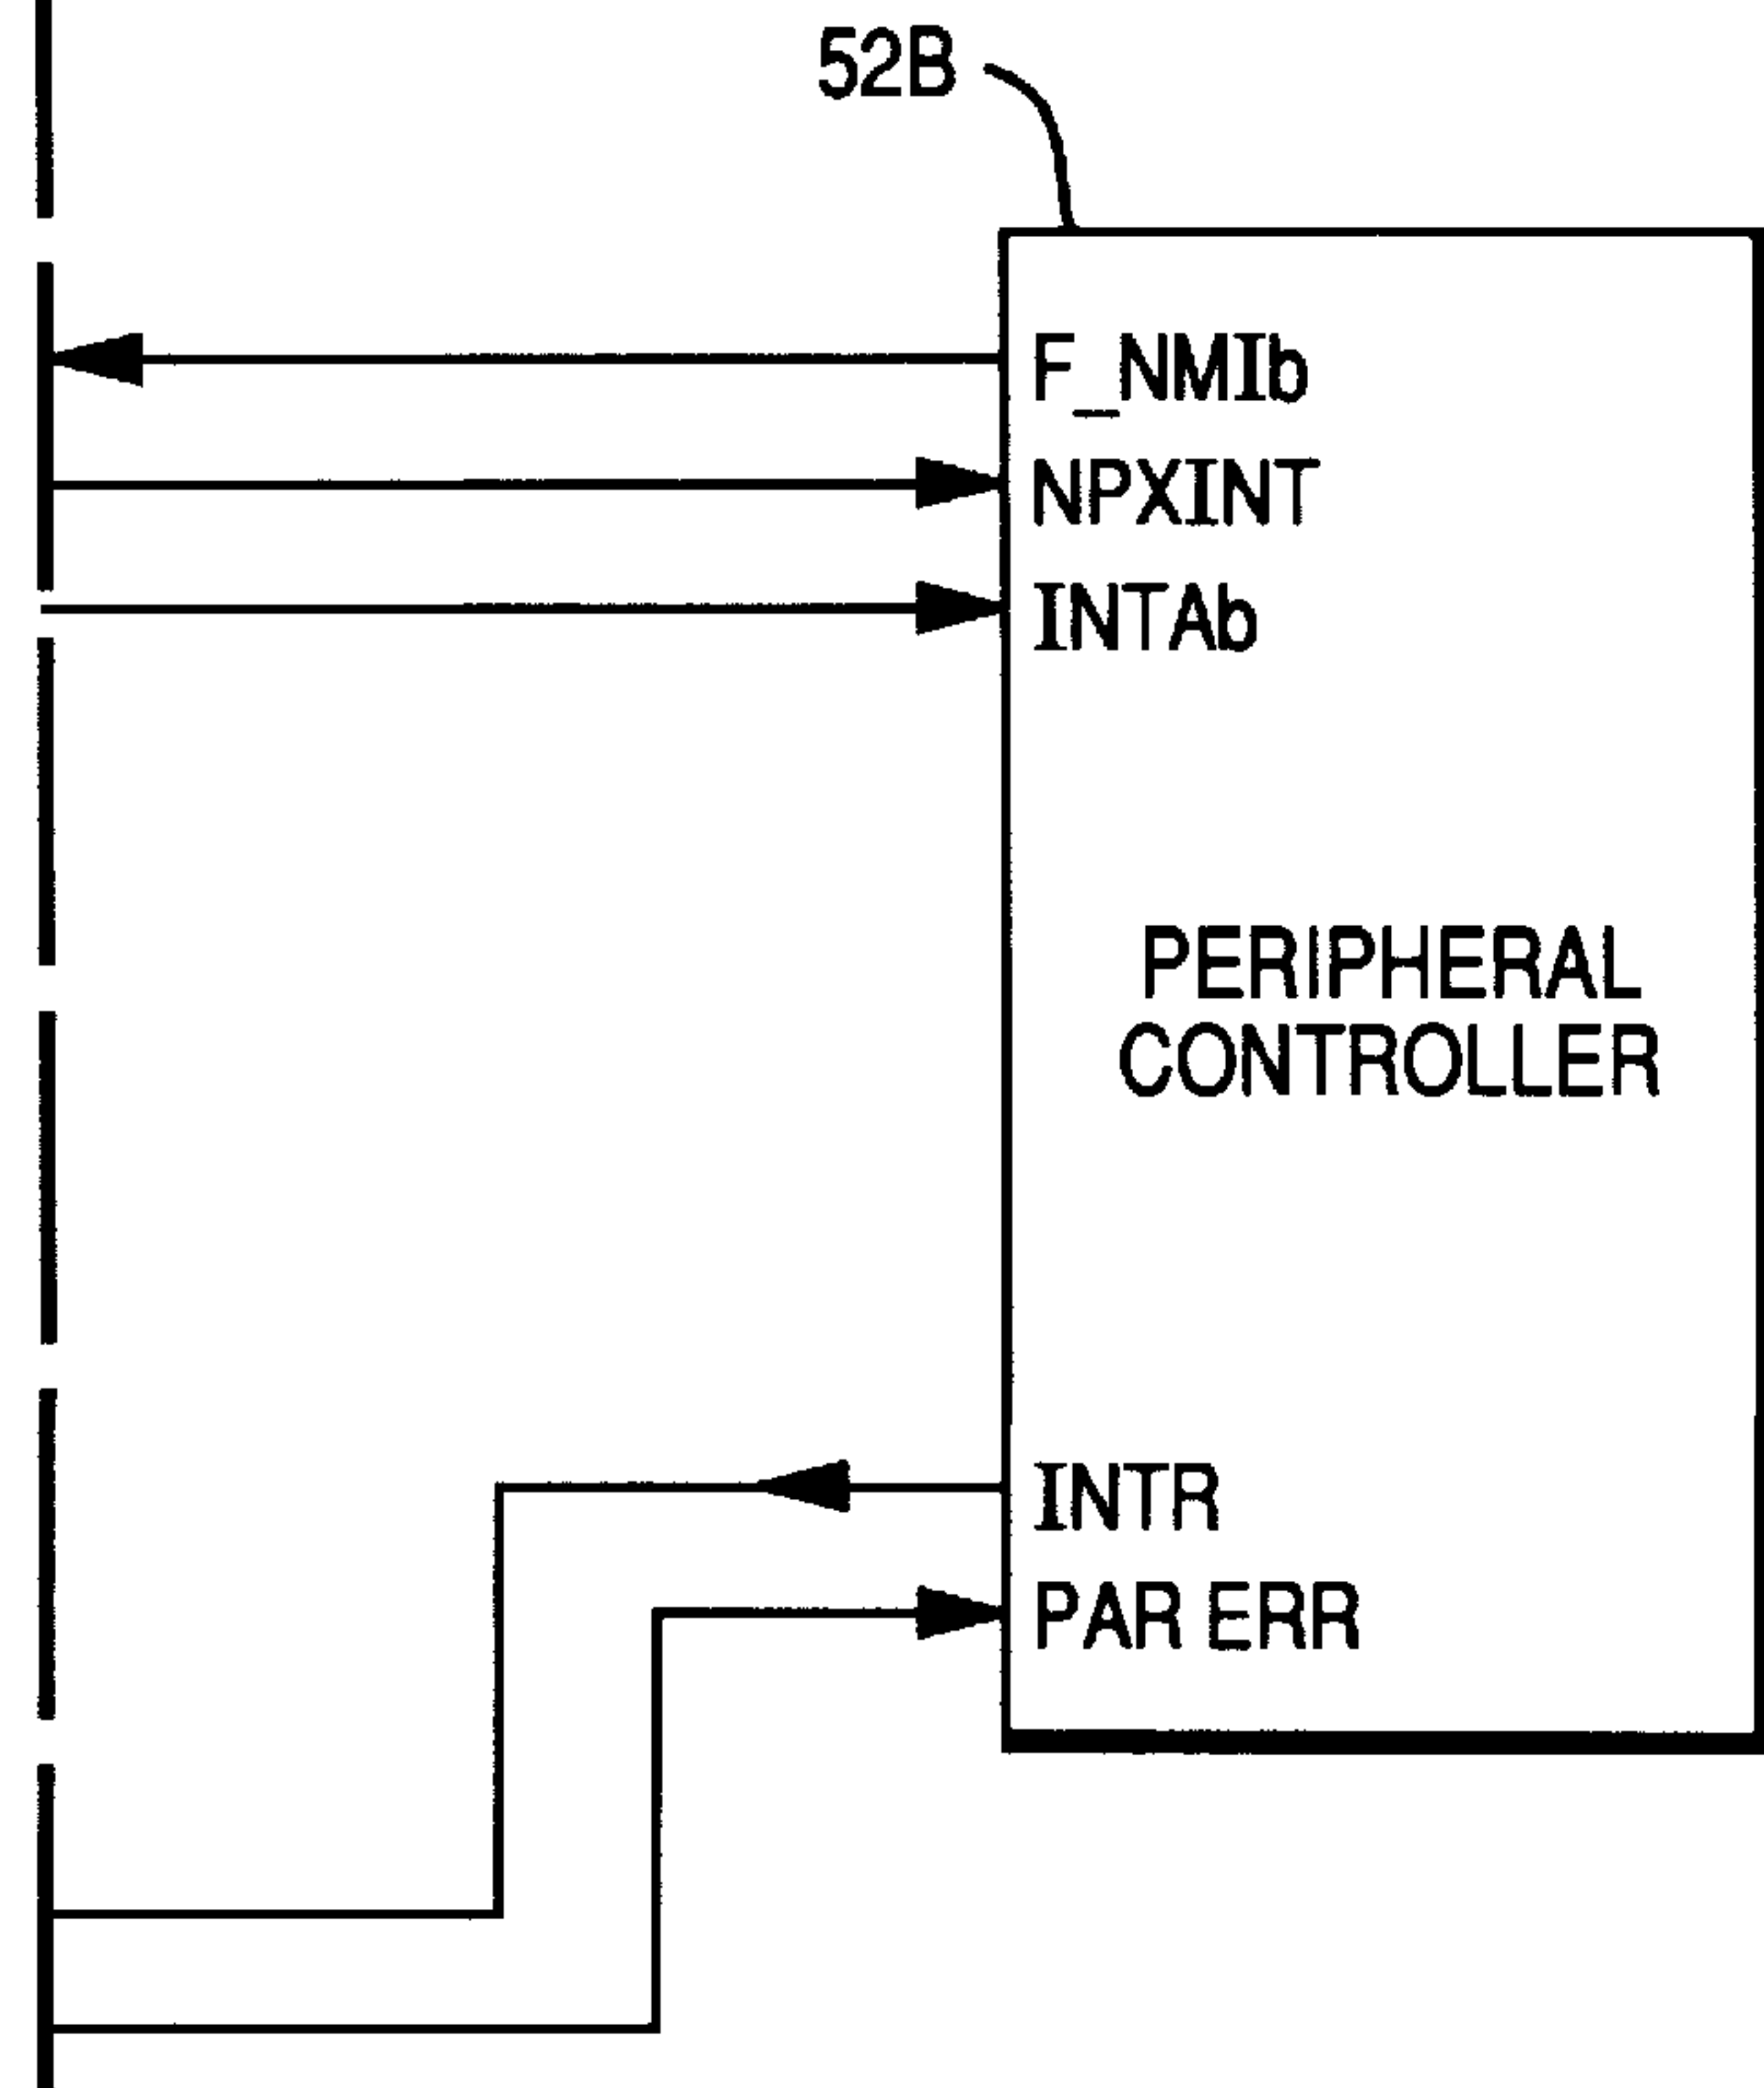 52B
F_NMIb
NPXINT
INTAb
PERIPHERAL
CONTROLLER
INTR
PAR ERR